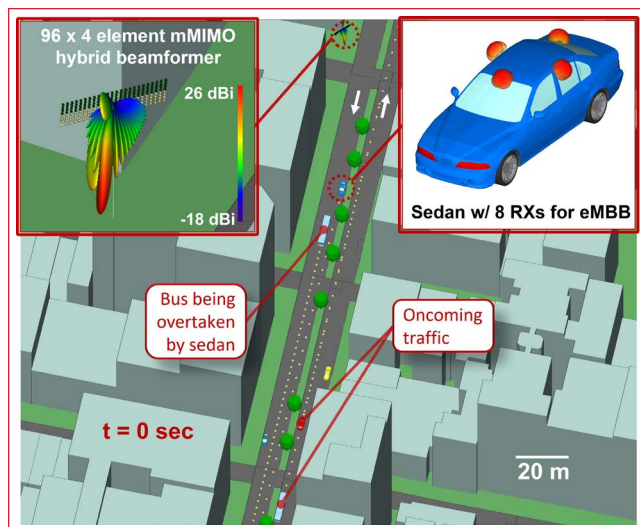 96 x 4 element mMIMO
hybrid beamformer
26 dBi
-18 dBi
Sedan w/ 8 RXs for eMBB
Bus being
overtaken
by sedan
Oncoming
traffic
t = 0 sec
20 m